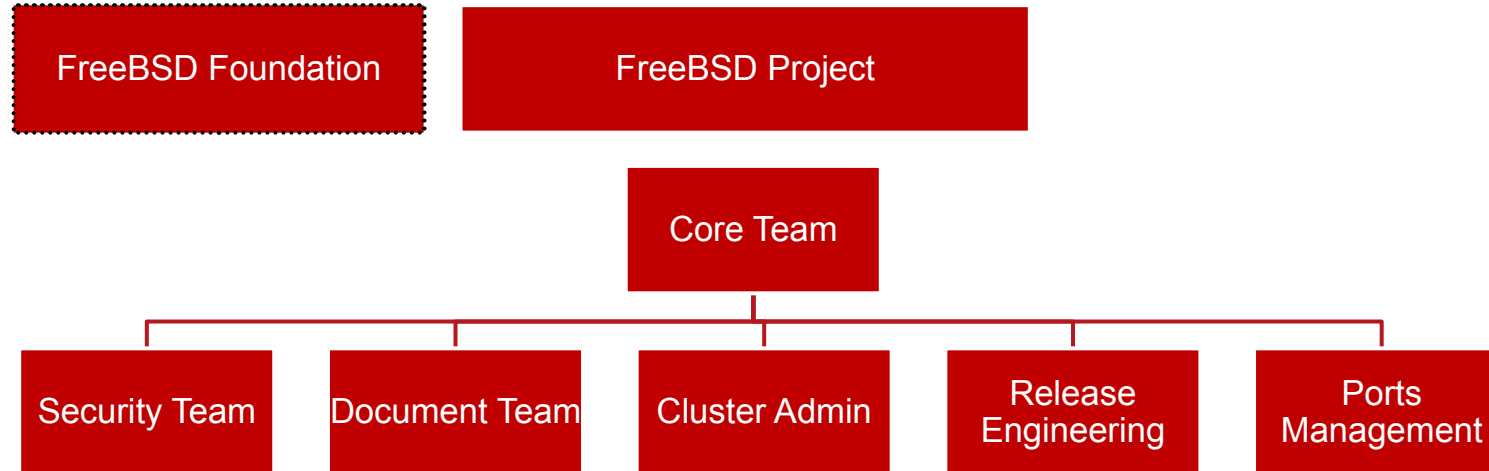 FreeBSD Foundation
FreeBSD Project
Core Team
Security Team
Document Team
Cluster Admin
Release
Engineering
Ports
Management